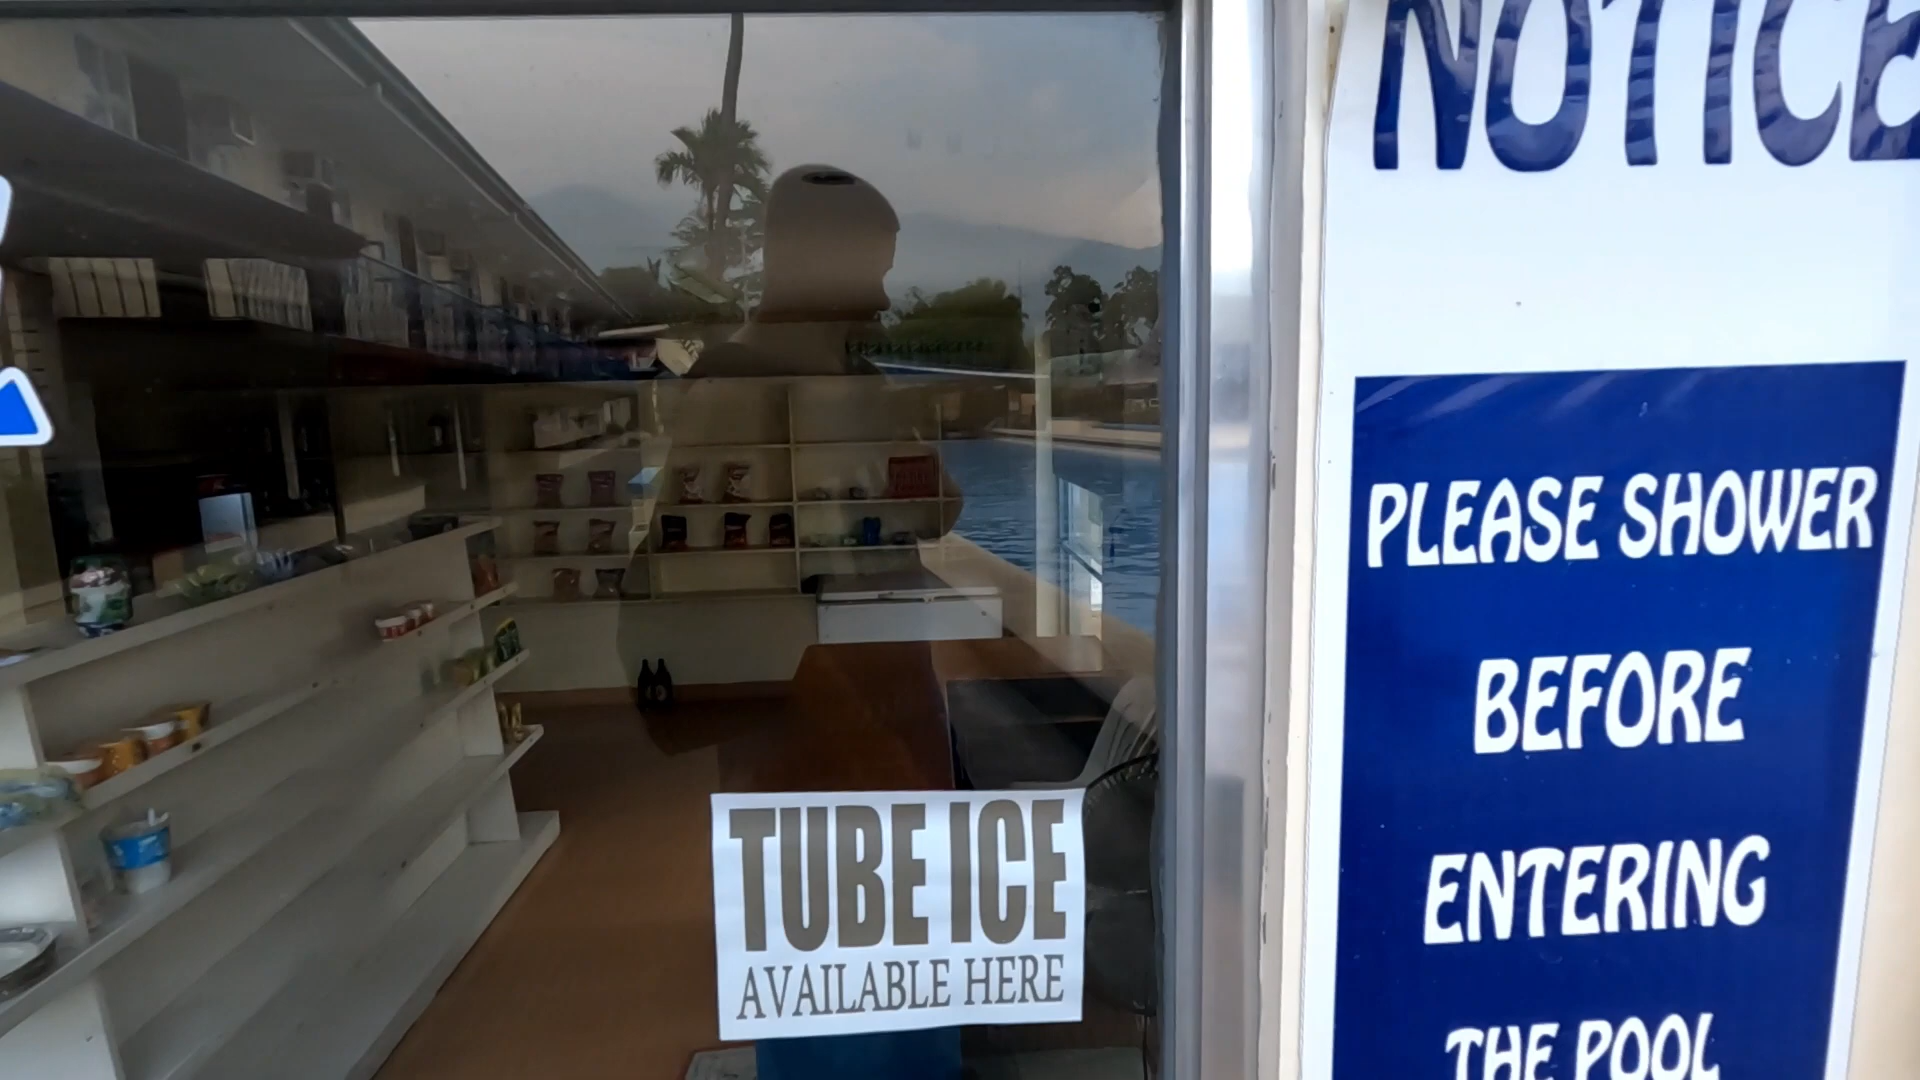 TUBE ICE
AVAILABLE HERE
NOTICE
PLEASE SHOWER
BEFORE
ENTERING
THE POOL